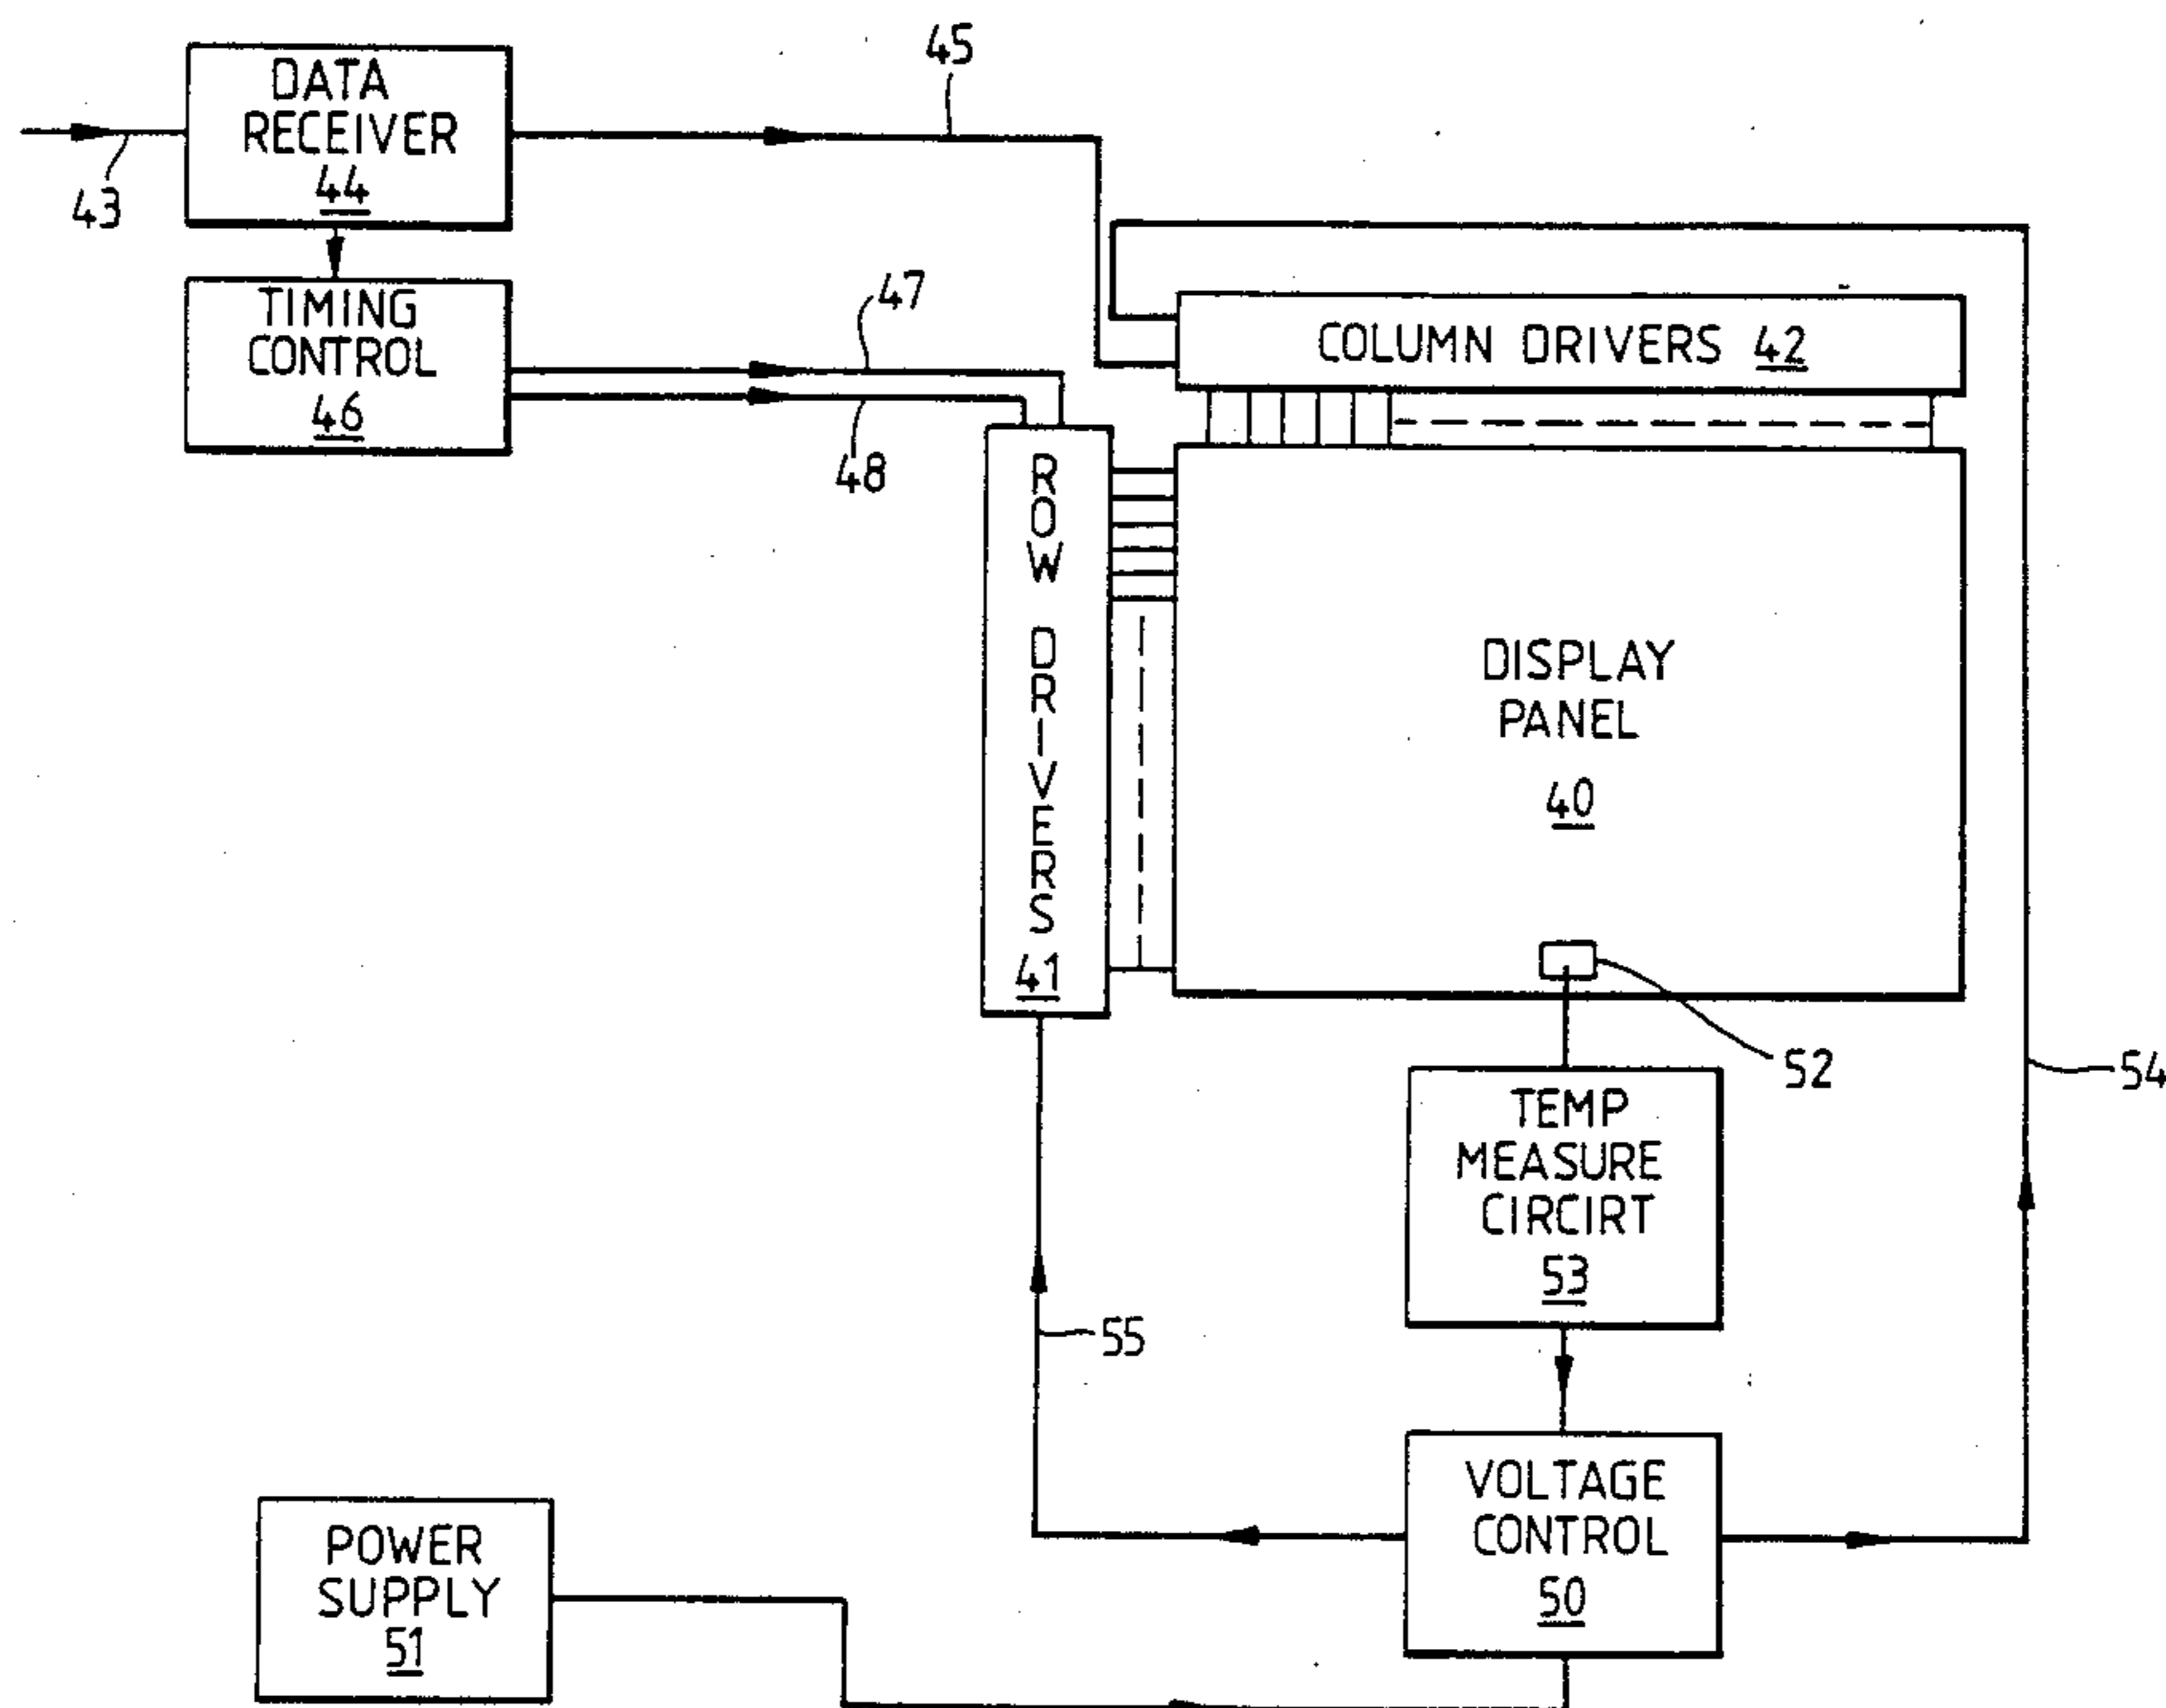 45
DATA
RECEIVER
44
43
TIMING
CONTROL
46
47
48
COLUMN DRIVERS 42
ROW DRIVERS 41
DISPLAY
PANEL
40
52
54
TEMP
MEASURE
CIRCIRT
53
55
VOLTAGE
CONTROL
50
POWER
SUPPLY
51